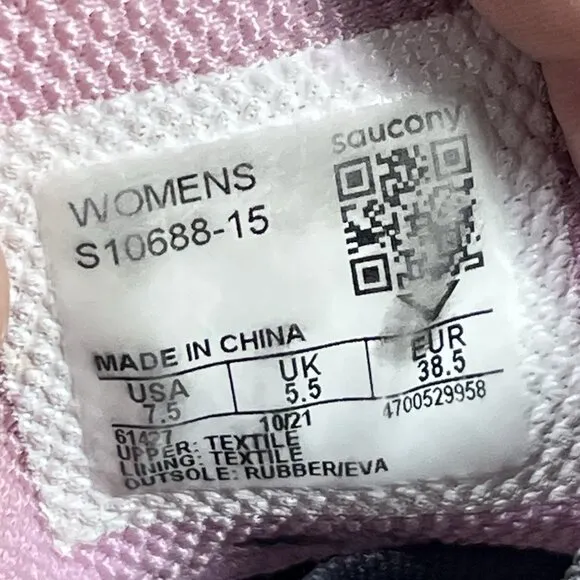 saucony
WOMENS
S10688-15
MADE IN CHINA
USA UK EUR
7.5 5.5 38.5
61427 10/21 4700529958
UPPER: TEXTILE
LINING: TEXTILE
OUTSOLE: RUBBER/EVA